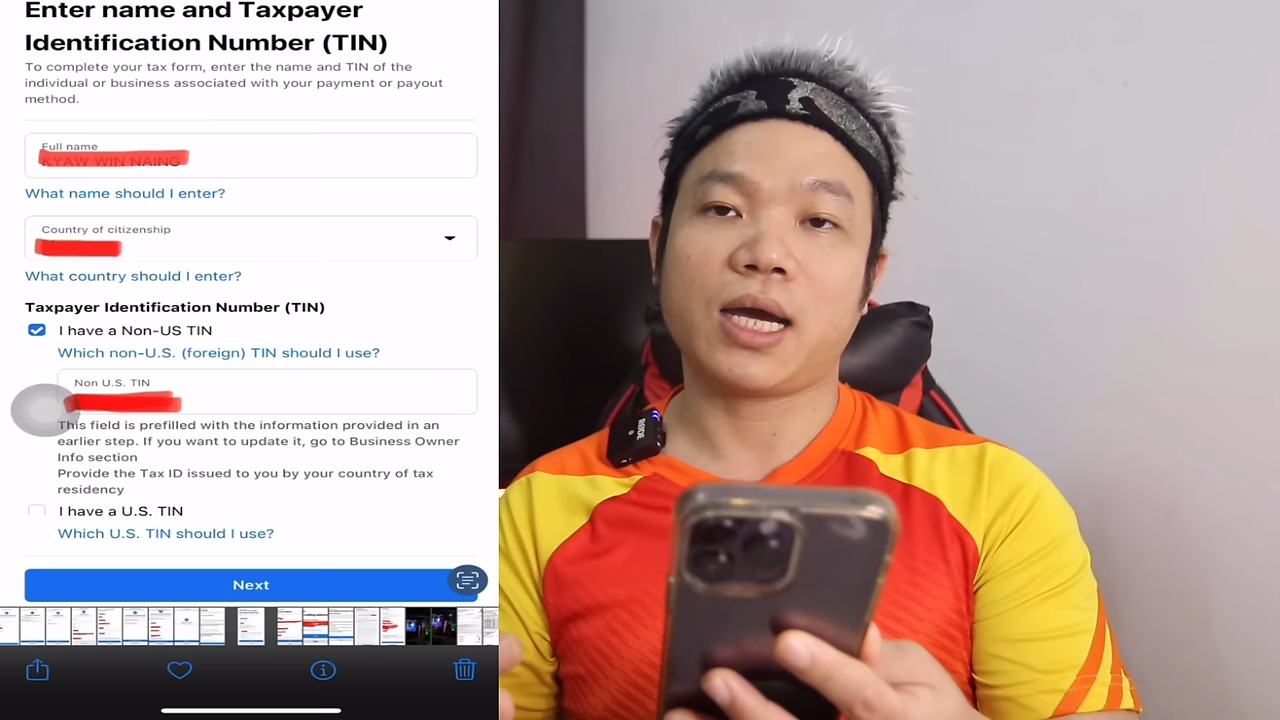 Enter name and Taxpayer
Identification Number (TIN)
To complete your tax form, enter the name and TIN of the
individual or business associated with your payment or payout
method.
Full name
KYAW WIN NAING
What name should I enter?
Country of citizenship
What country should I enter?
Taxpayer Identification Number (TIN)
I have a Non-US TIN
Which non-U.S. (foreign) TIN should I use?
Non U.S. TIN
This field is prefilled with the information provided in an
earlier step. If you want to update it, go to Business Owner
Info section
Provide the Tax ID issued to you by your country of tax
residency
I have a U.S. TIN
Which U.S. TIN should I use?
Next
RØDE